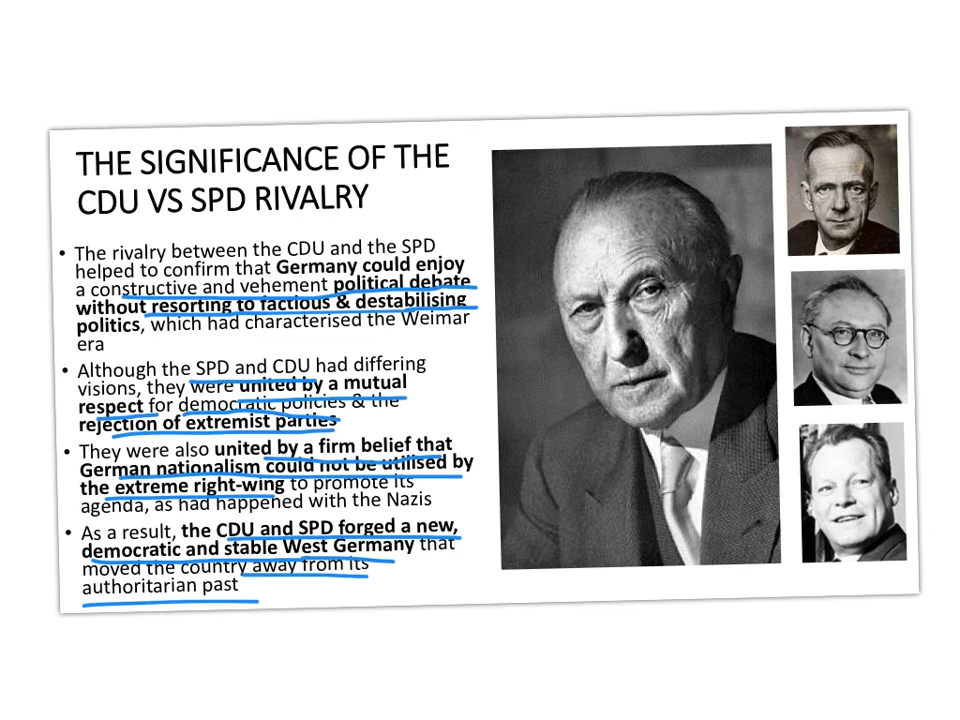 THE SIGNIFICANCE OF THE
CDU VS SPD RIVALRY
• The rivalry between the CDU and the SPD
helped to confirm that Germany could enjoy
a constructive and vehement political debate
without resorting to factious & destabilising
politics, which had characterised the Weimar
era
• Although the SPD and CDU had differing
visions, they were united by a mutual
respect for democratic policies & the
rejection of extremist parties
• They were also united by a firm belief that
German nationalism could not be utilised by
the extreme right-wing to promote its
agenda, as had happened with the Nazis
• As a result, the CDU and SPD forged a new,
democratic and stable West Germany that
moved the country away from its
authoritarian past